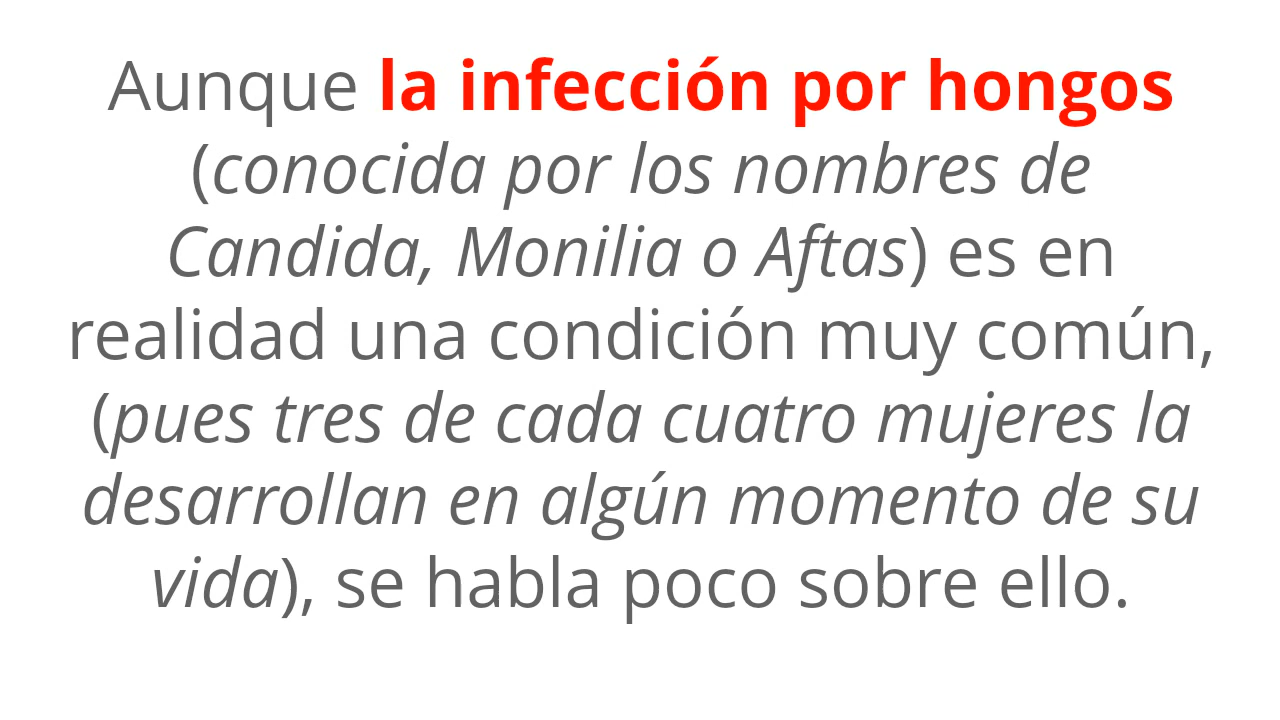 Aunque la infección por hongos
(conocida por los nombres de
Candida, Monilia o Aftas) es en
realidad una condición muy común,
(pues tres de cada cuatro mujeres la
desarrollan en algún momento de su
vida), se habla poco sobre ello.